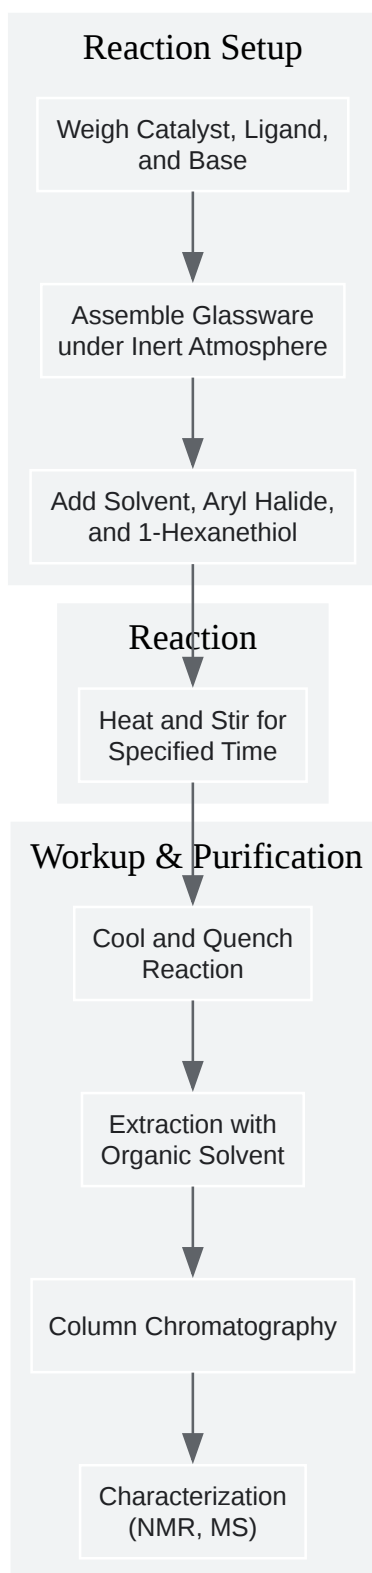 Reaction Setup
Weigh Catalyst, Ligand,
and Base
Assemble Glassware
under Inert Atmosphere
Add Solvent, Aryl Halide,
and 1-Hexanethiol
Reaction
Heat and Stir for
Specified Time
Workup & Purification
Cool and Quench
Reaction
Extraction with
Organic Solvent
Column Chromatography
Characterization
(NMR, MS)